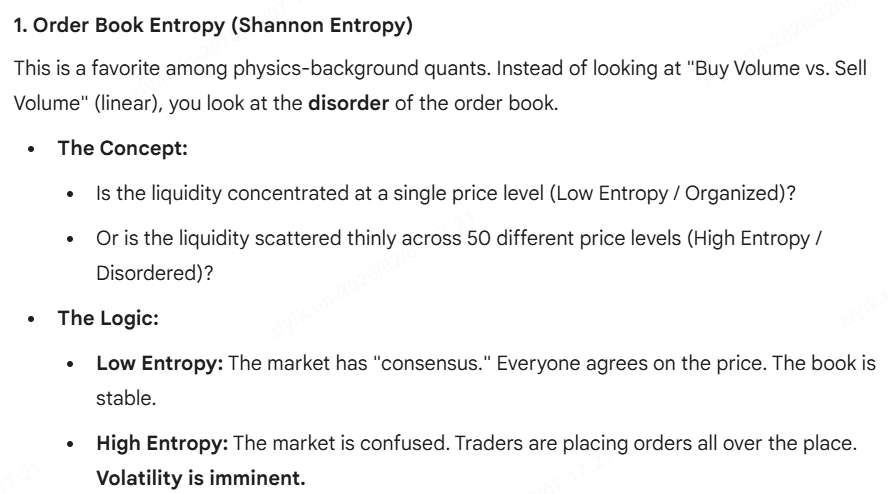 1. Order Book Entropy (Shannon Entropy)
This is a favorite among physics-background quants. Instead of looking at "Buy Volume vs. Sell
Volume" (linear), you look at the disorder of the order book.
• The Concept:
• Is the liquidity concentrated at a single price level (Low Entropy / Organized)?
• Or is the liquidity scattered thinly across 50 different price levels (High Entropy /
Disordered)?
• The Logic:
• Low Entropy: The market has "consensus." Everyone agrees on the price. The book is
stable.
• High Entropy: The market is confused. Traders are placing orders all over the place.
Volatility is imminent.